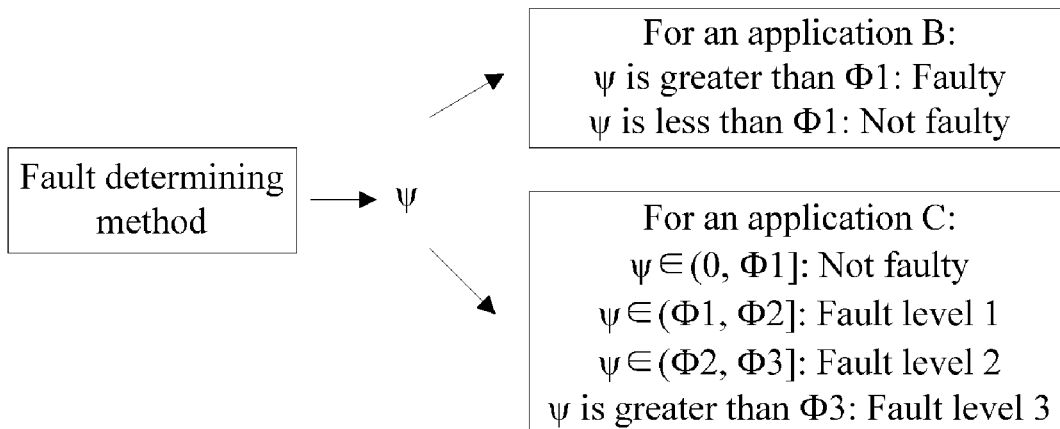 Fault determining
method
ψ
For an application B:
ψ is greater than Φ1: Faulty
ψ is less than Φ1: Not faulty
For an application C:
ψ∈(0, Φ1]: Not faulty
ψ∈(Φ1, Φ2]: Fault level 1
ψ∈(Φ2, Φ3]: Fault level 2
ψ is greater than Φ3: Fault level 3